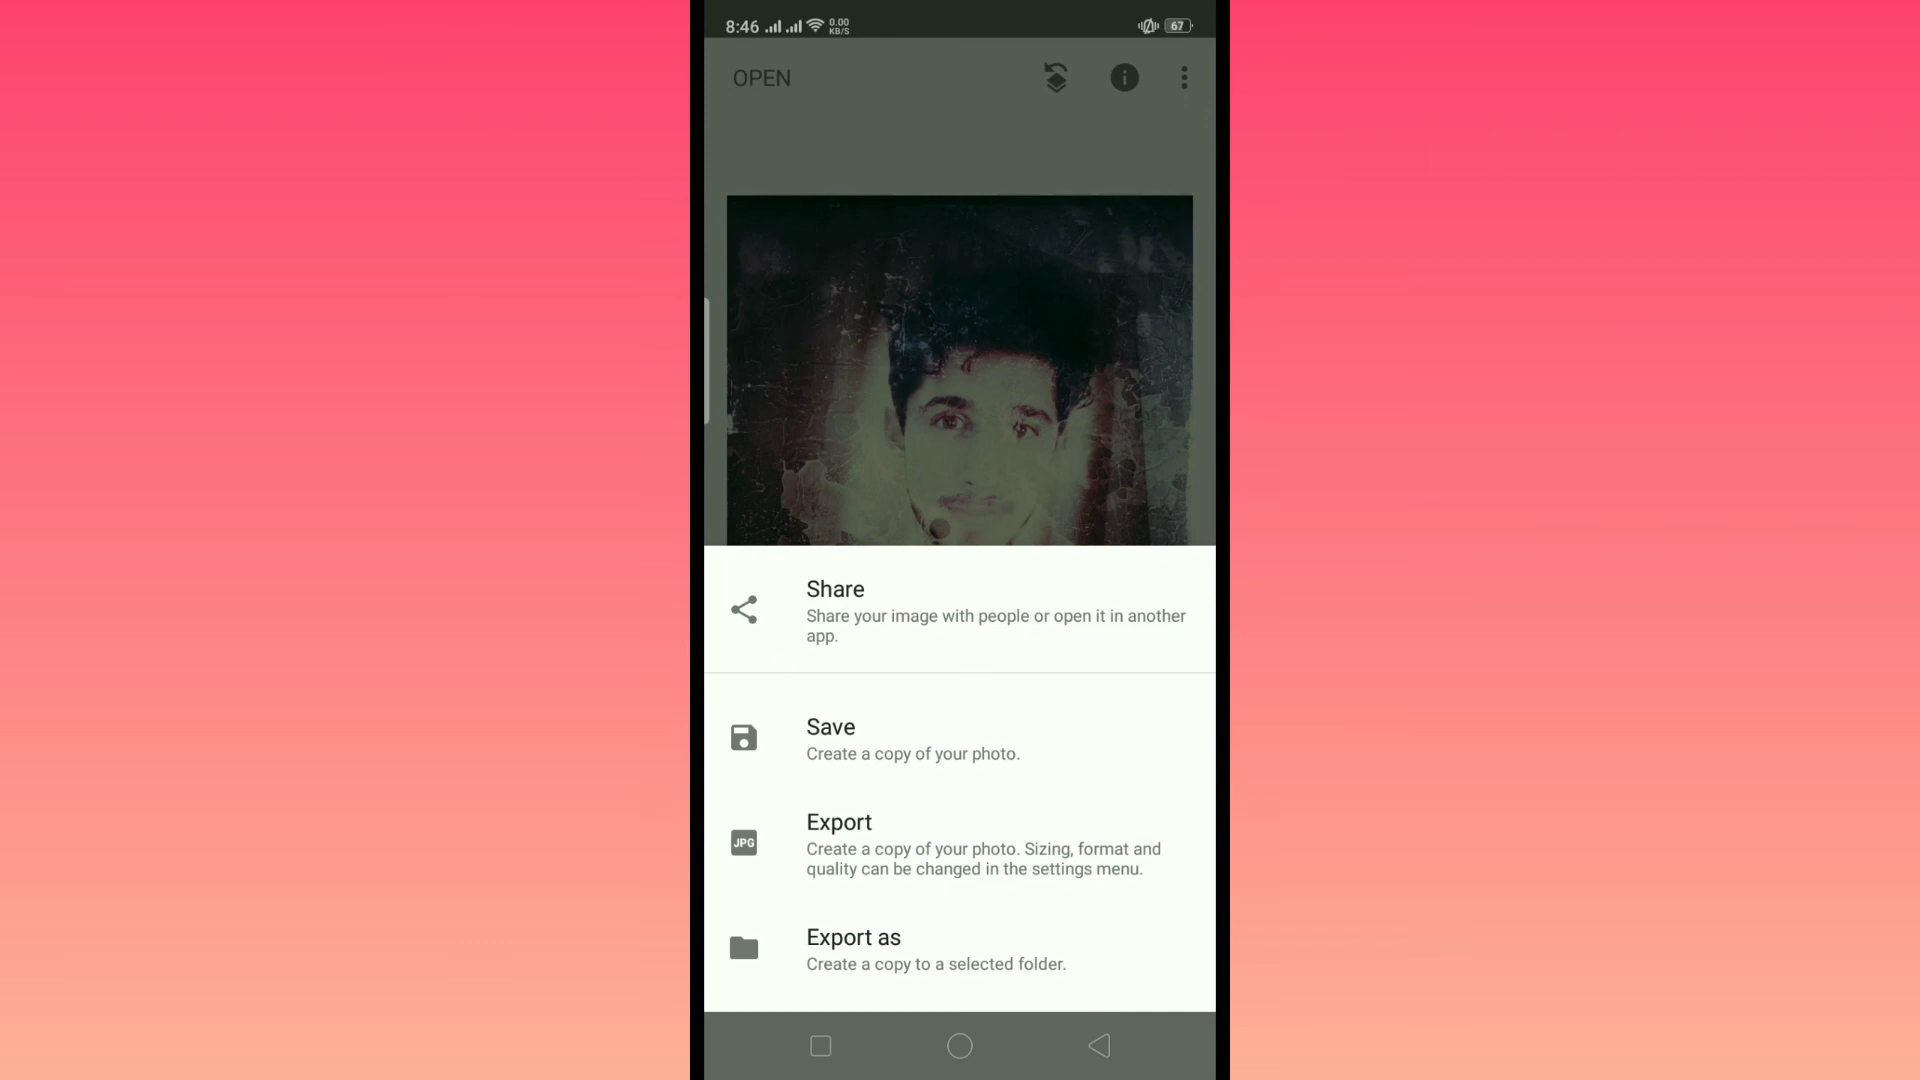 8:46 0.00 KB/S 67
OPEN
Share
Share your image with people or open it in another
app.
Save
Create a copy of your photo.
JPG
Export
Create a copy of your photo. Sizing, format and
quality can be changed in the settings menu.
Export as
Create a copy to a selected folder.